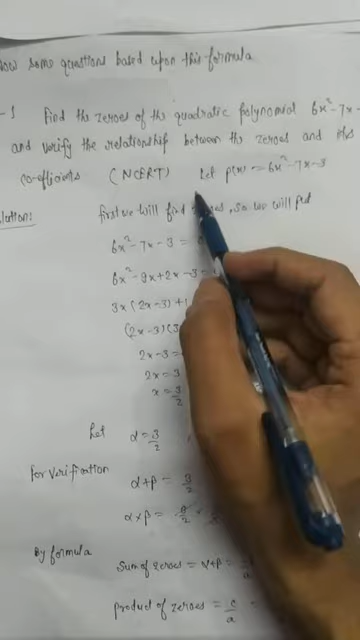 Now some questions based upon this formula
-1 Find the zeroes of the quadratic polynomial 6x²-7x-
and verify the relationship between the zeroes and
co-efficients (NCERT) Let p(x) = 6x²-7x-3
olution: first we will find zeroes, so we will put
6x²-7x-3 =
6x²-9x+2x-3=
3x(2x-3)+1
(2x-3)(3
2x-3=
2x=3
x=3/2
Let α=3/2
for verification α+β = 3/2
α×β = 3/2 ×
By formula sum of zeroes = α+β =
product of zeroes = c/a =